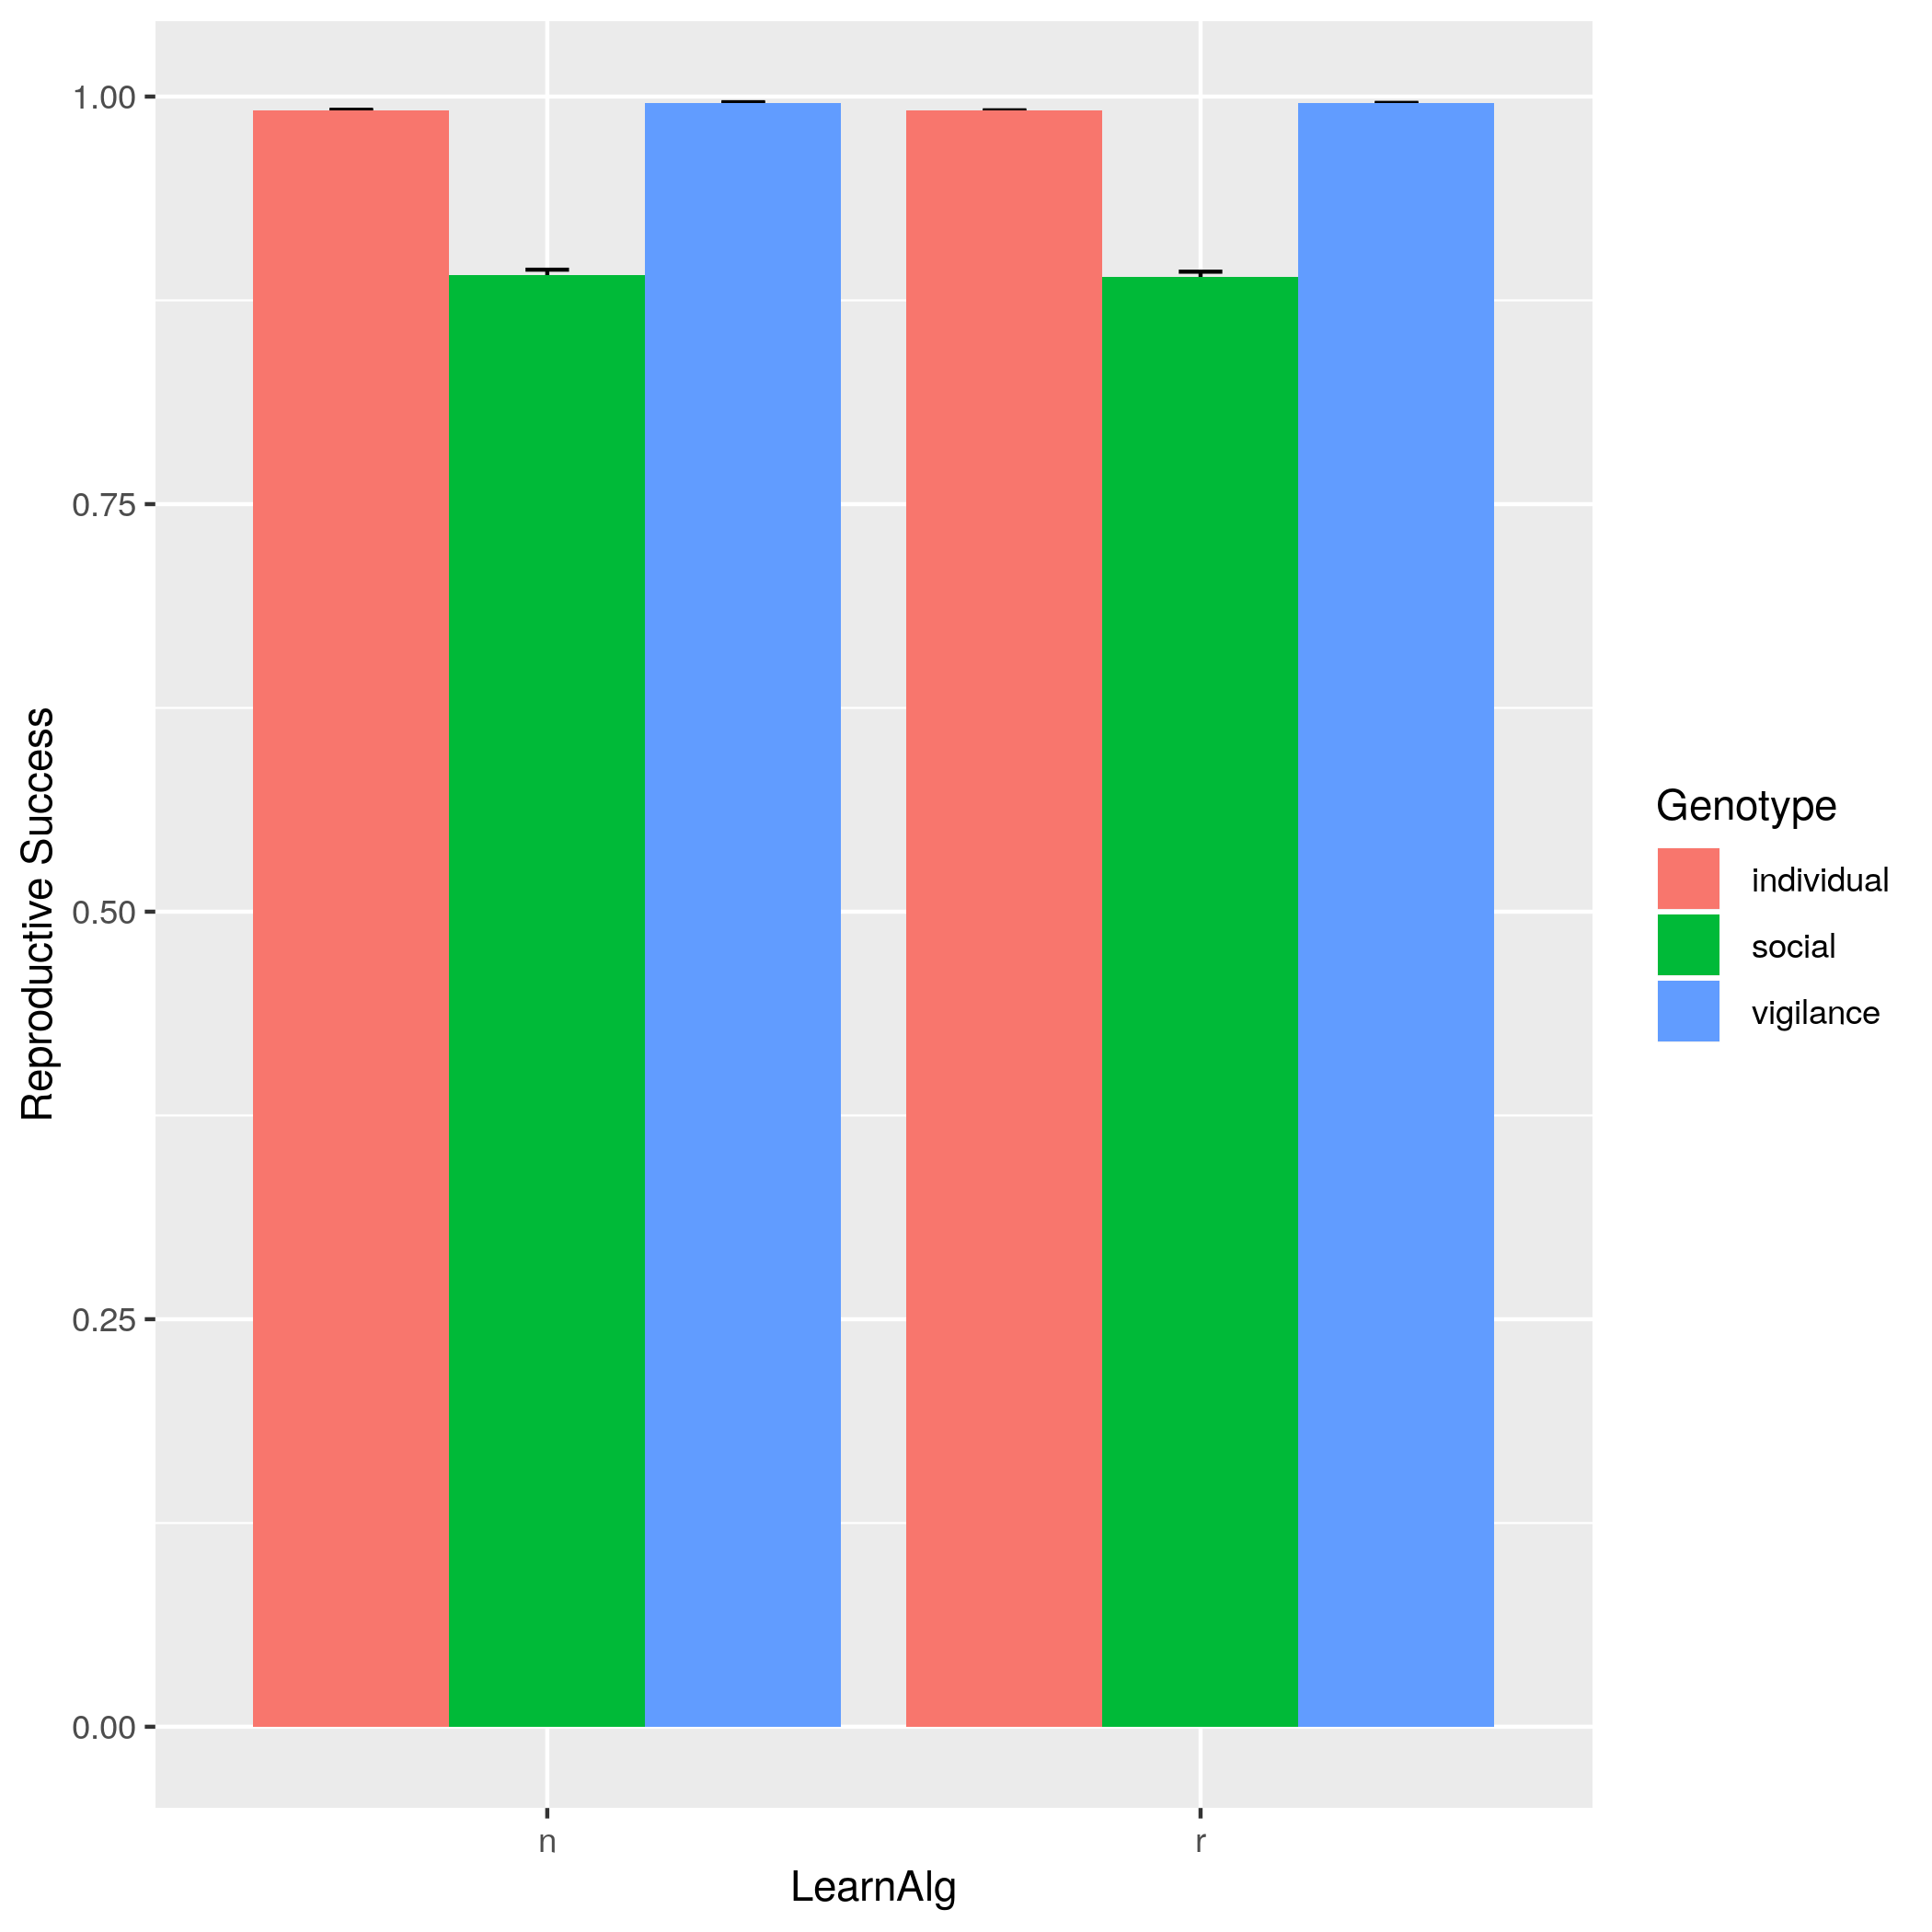 Reproductive Success
1.00
0.75
0.50
0.25
0.00
n
r
LearnAlg
Genotype
individual
social
vigilance